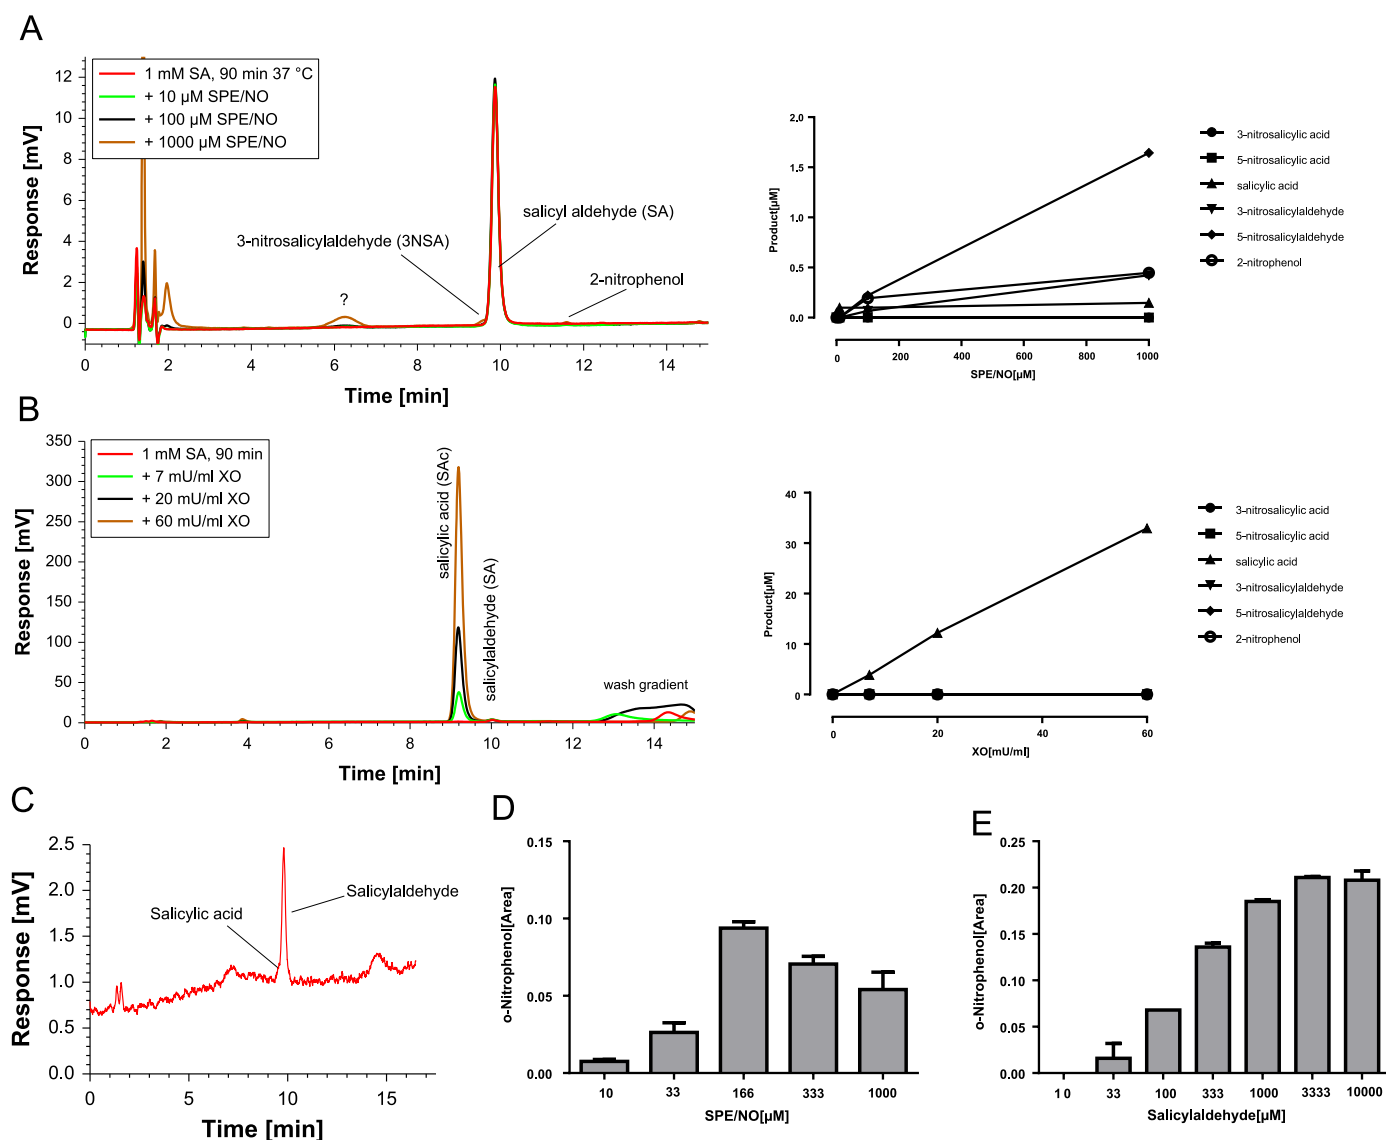 A
1 mM SA, 90 min 37 °C
+ 10 µM SPE/NO
+ 100 µM SPE/NO
+ 1000 µM SPE/NO
Response [mV]
12
10
8
6
4
2
0
salicyl aldehyde (SA)
3-nitrosalicylaldehyde (3NSA)
2-nitrophenol
?
0 2 4 6 8 10 12 14
Time [min]
Product[µM]
2.0
1.5
1.0
0.5
0.0
0 200 400 600 800 1000
SPE/NO[µM]
3-nitrosalicylic acid
5-nitrosalicylic acid
salicylic acid
3-nitrosalicylaldehyde
5-nitrosalicylaldehyde
2-nitrophenol
B
1 mM SA, 90 min
+ 7 mU/ml XO
+ 20 mU/ml XO
+ 60 mU/ml XO
Response [mV]
350
300
250
200
150
100
50
0
salicylic acid (SAc)
salicylaldehyde (SA)
wash gradient
0 2 4 6 8 10 12 14
Time [min]
Product[µM]
40
30
20
10
0
0 20 40 60
XO[mU/ml]
3-nitrosalicylic acid
5-nitrosalicylic acid
salicylic acid
3-nitrosalicylaldehyde
5-nitrosalicylaldehyde
2-nitrophenol
C
Response [mV]
2.5
2.0
1.5
1.0
0.5
0.0
Salicylic acid
Salicylaldehyde
0 5 10 15
Time [min]
D
o-Nitrophenol[Area]
0.15
0.10
0.05
0.00
10 33 166 333 1000
SPE/NO[µM]
E
o-Nitrophenol[Area]
0.25
0.20
0.15
0.10
0.05
0.00
10 33 100 333 1000 3333 10000
Salicylaldehyde[µM]